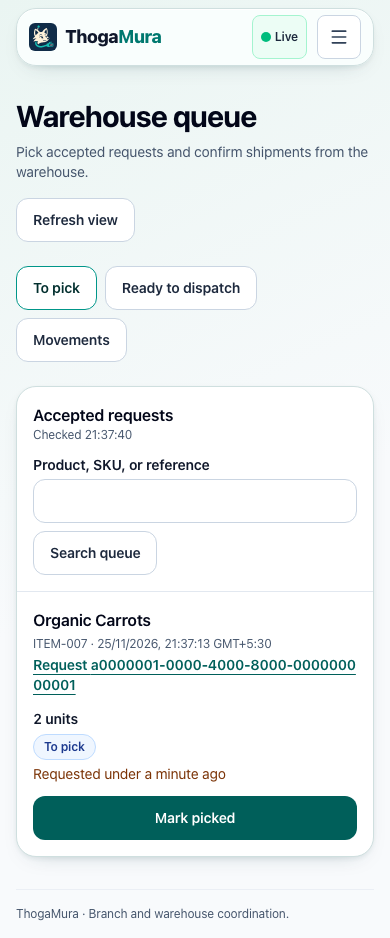 ThogaMura
Live
Warehouse queue
Pick accepted requests and confirm shipments from the
warehouse.
Refresh view
To pick
Ready to dispatch
Movements
Accepted requests
Checked 21:37:40
Product, SKU, or reference
Search queue
Organic Carrots
ITEM-007 · 25/11/2026, 21:37:13 GMT+5:30
Request a0000001-0000-4000-8000-0000000
00001
2 units
To pick
Requested under a minute ago
Mark picked
ThogaMura · Branch and warehouse coordination.